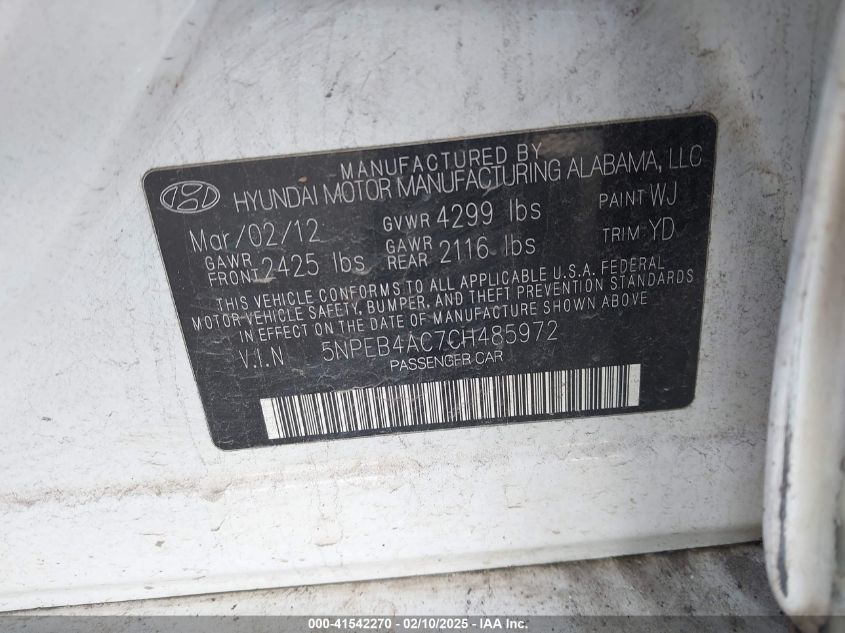 MANUFACTURED BY
HYUNDAI MOTOR MANUFACTURING ALABAMA, LLC
Mar/02/12 GVWR 4299 lbs PAINT WJ
GAWR FRONT 2425 lbs GAWR REAR 2116 lbs TRIM YD
THIS VEHICLE CONFORMS TO ALL APPLICABLE U.S.A. FEDERAL
MOTOR VEHICLE SAFETY, BUMPER, AND THEFT PREVENTION STANDARDS
IN EFFECT ON THE DATE OF MANUFACTURE SHOWN ABOVE
V.I.N 5NPEB4AC7CH485972
PASSENGER CAR
000-41542270 - 02/10/2025 - IAA Inc.